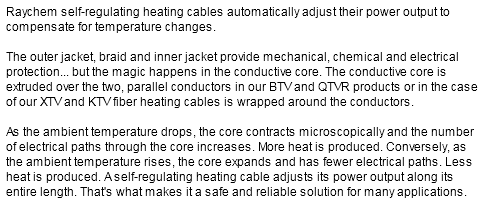 Raychem self-regulating heating cables automatically adjust their power output to
compensate for temperature changes.
The outer jacket, braid and inner jacket provide mechanical, chemical and electrical
protection... but the magic happens in the conductive core. The conductive core is
extruded over the two, parallel conductors in our BTV and QTVR products or in the case
of our XTV and KTV fiber heating cables is wrapped around the conductors.
As the ambient temperature drops, the core contracts microscopically and the number
of electrical paths through the core increases. More heat is produced. Conversely, as
the ambient temperature rises, the core expands and has fewer electrical paths. Less
heat is produced. A self-regulating heating cable adjusts its power output along its
entire length. That's what makes it a safe and reliable solution for many applications.